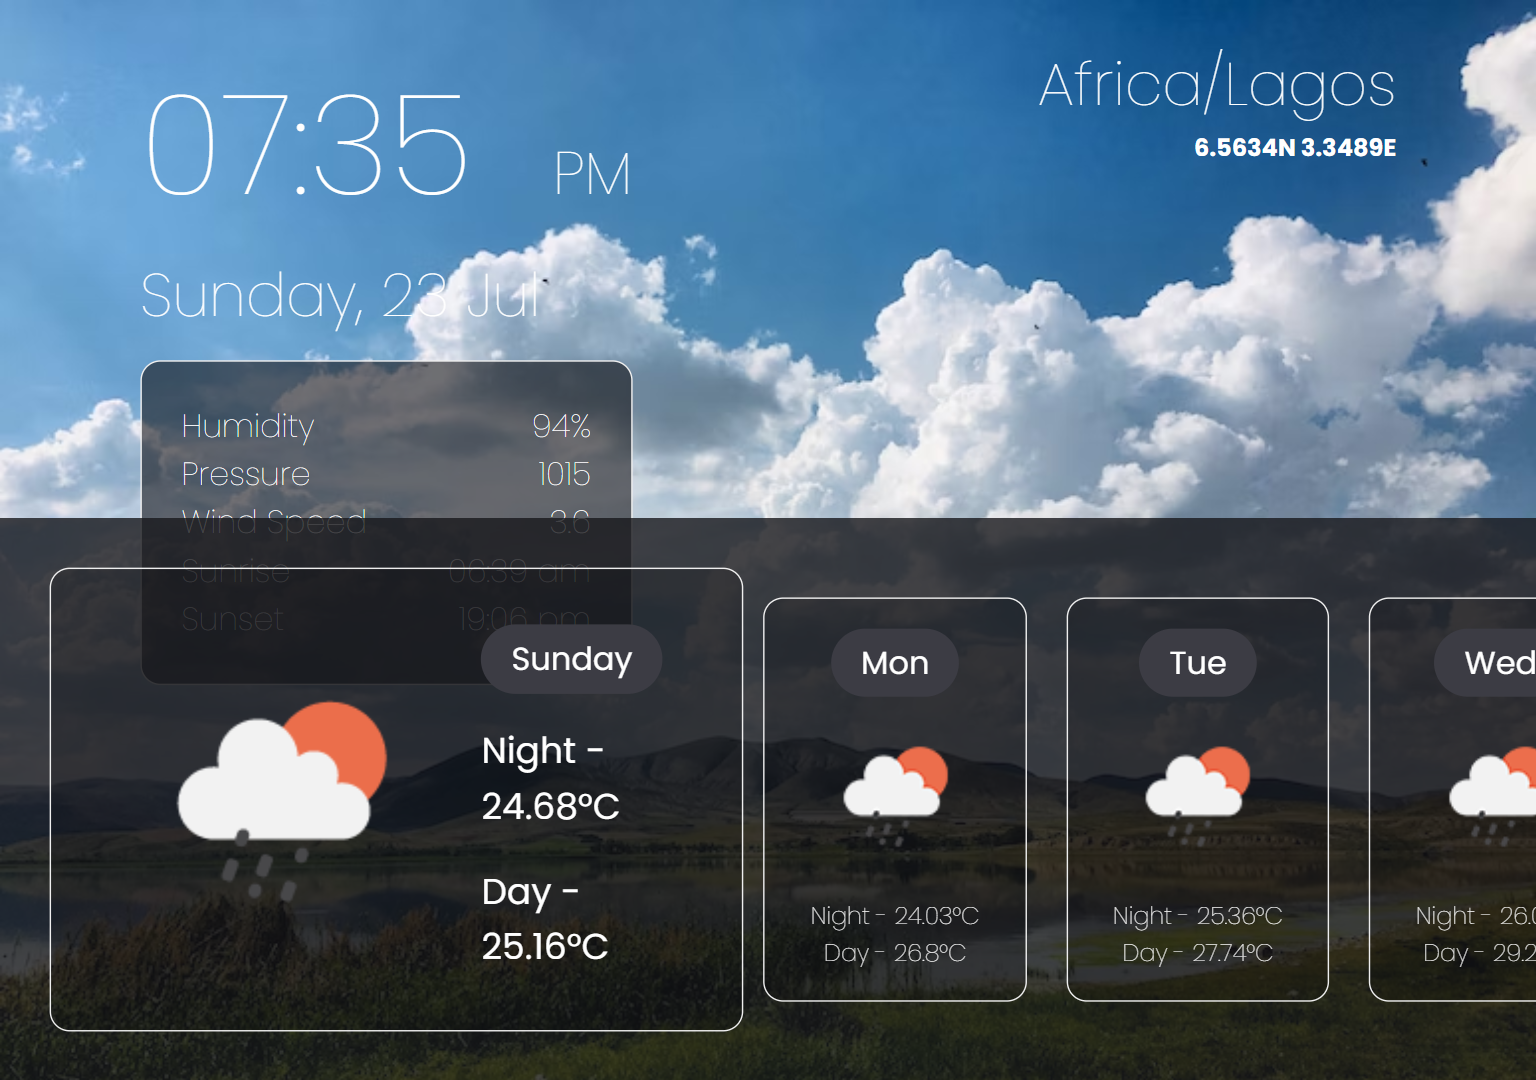 07:35 PM
Africa/Lagos
6.5634N 3.3489E
Sunday, 23 Jul
Humidity 94%
Pressure 1015
Wind Speed 3.6
Sunrise 06:39 am
Sunset 19:06 pm
Sunday
Night -
24.68°C
Day -
25.16°C
Mon
Night - 24.03°C
Day - 26.8°C
Tue
Night - 25.36°C
Day - 27.74°C
Wed
Night - 26.0
Day - 29.2